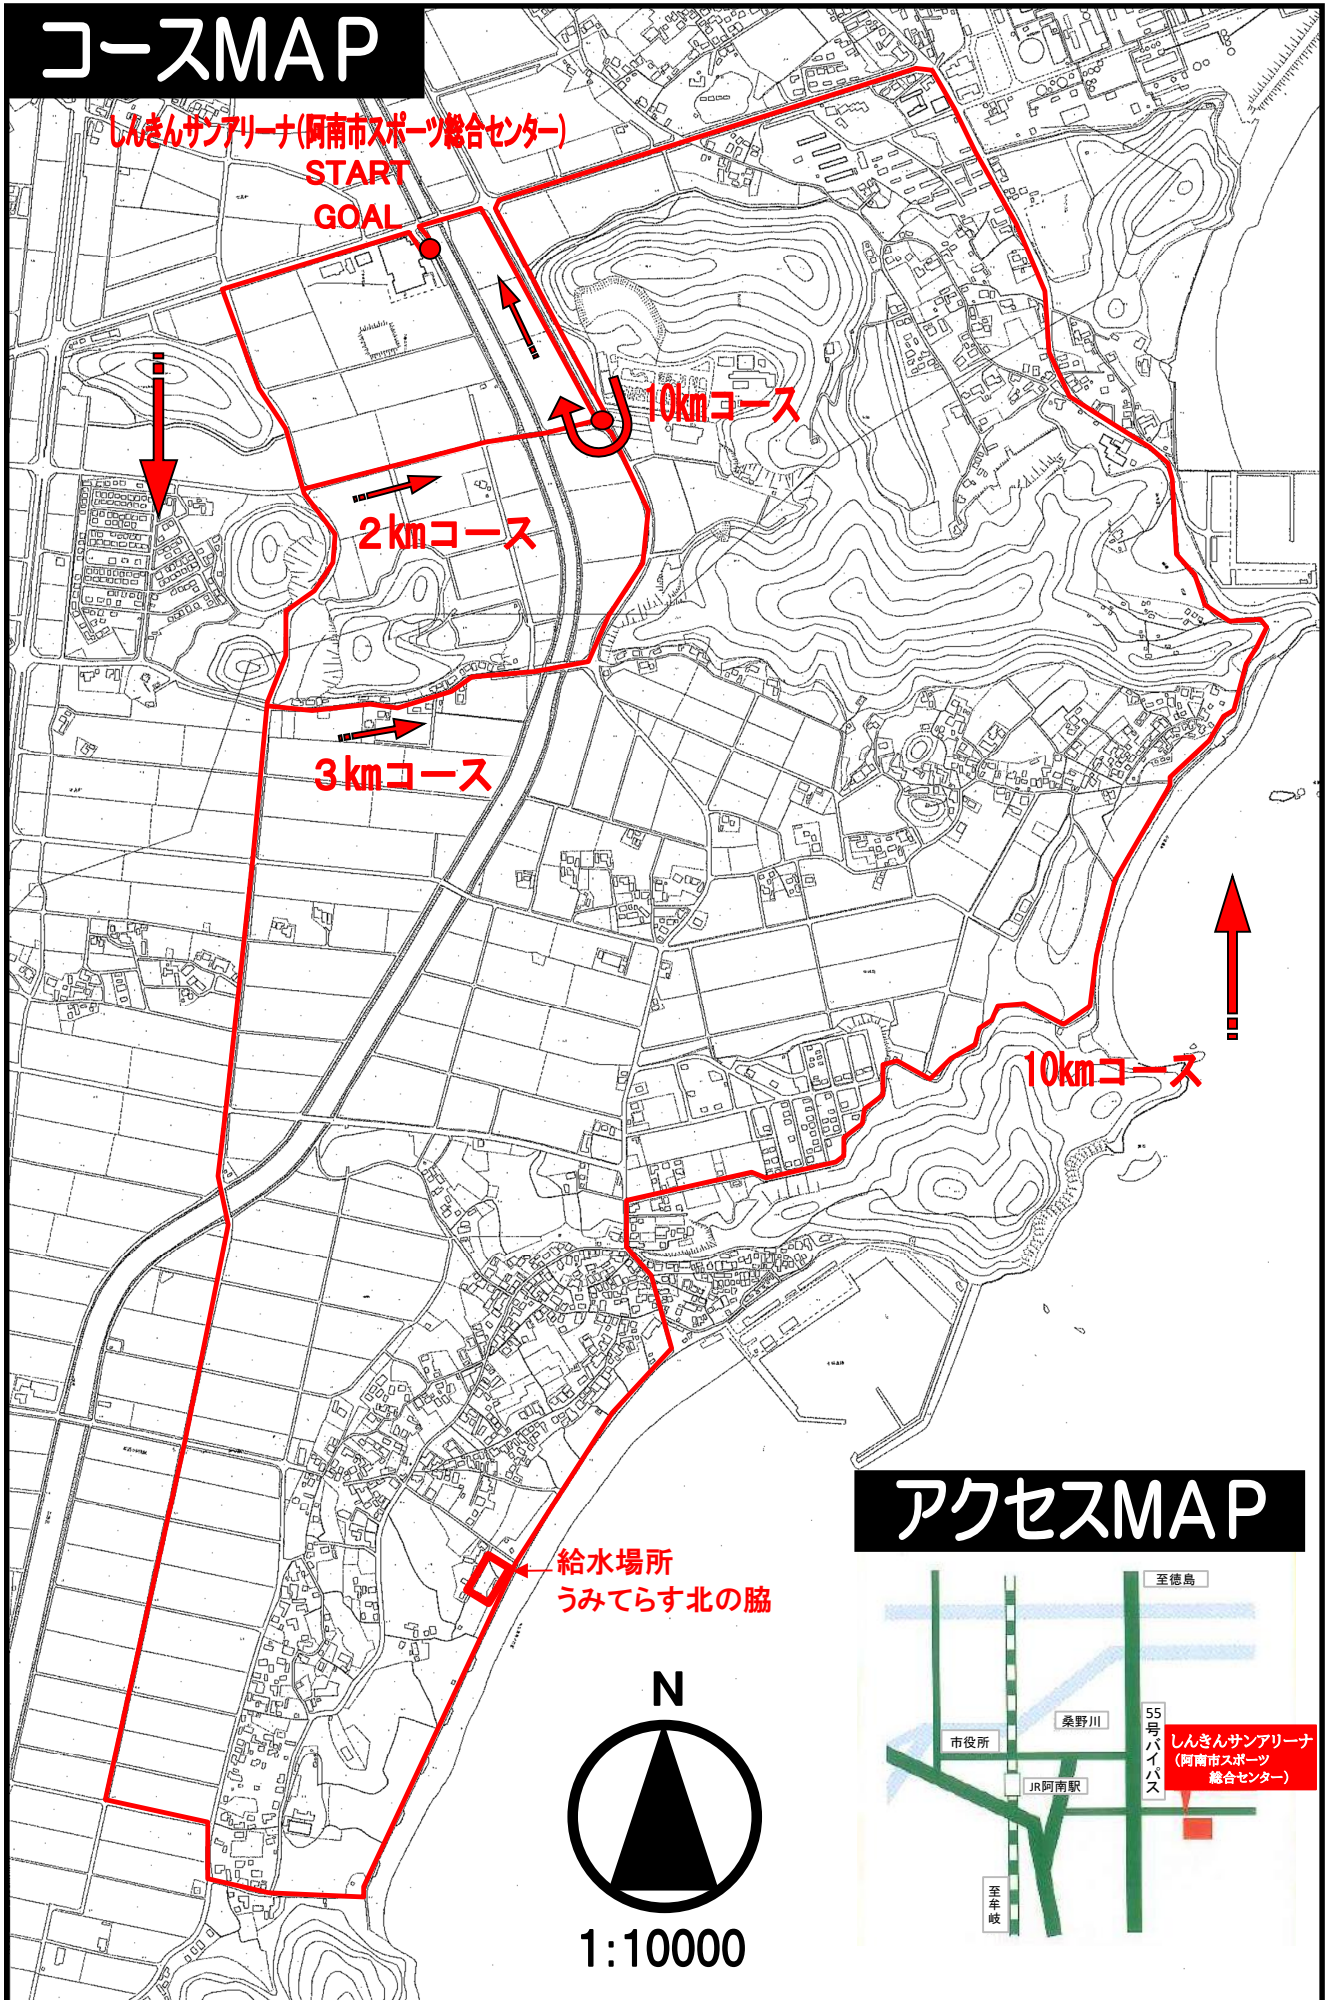 コースMAP
しんきんサンアリーナ(阿南市スポーツ総合センター)
START
GOAL
10kmコース
2kmコース
3kmコース
10kmコース
給水場所
うみてらす北の脇
N
1:10000
アクセスMAP
至徳島
桑野川
市役所
55号バイパス
しんきんサンアリーナ
(阿南市スポーツ
総合センター)
JR阿南駅
至牟岐